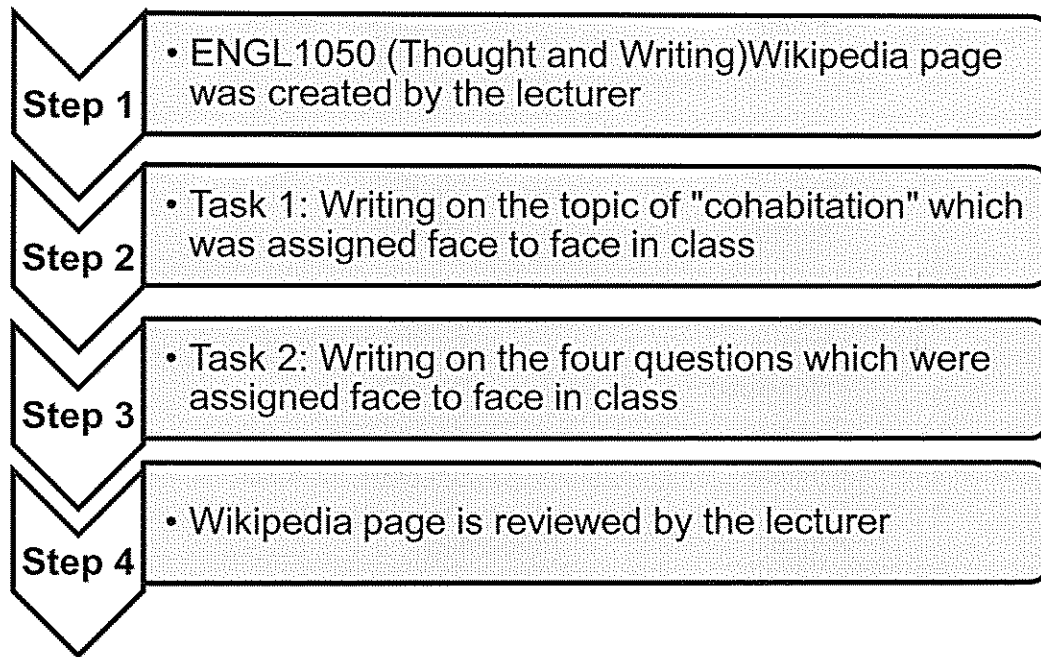 Step 1
• ENGL1050 (Thought and Writing)Wikipedia page
was created by the lecturer
Step 2
• Task 1: Writing on the topic of "cohabitation" which
was assigned face to face in class
Step 3
• Task 2: Writing on the four questions which were
assigned face to face in class
Step 4
• Wikipedia page is reviewed by the lecturer